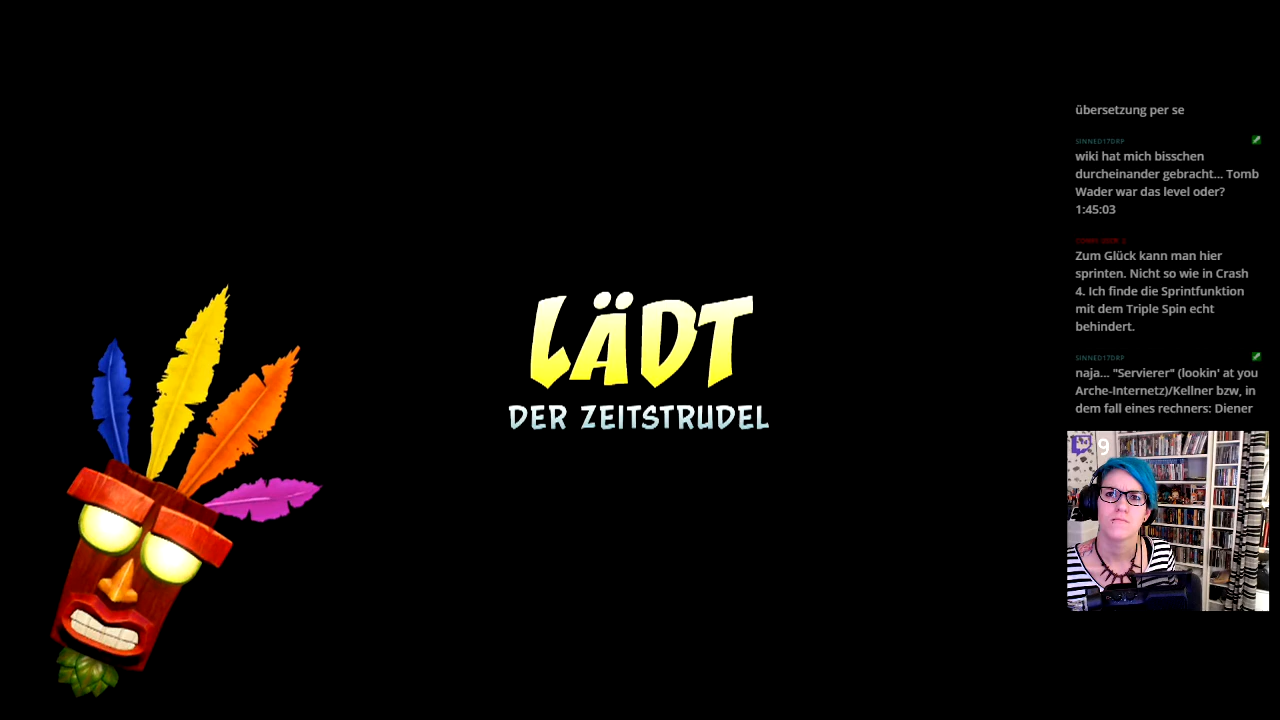 LÄDT
DER ZEITSTRUDEL
übersetzung per se
SINNED17DRP
wiki hat mich bisschen
durcheinander gebracht... Tomb
Wader war das level oder?
1:45:03
Zum Glück kann man hier
sprinten. Nicht so wie in Crash
4. Ich finde die Sprintfunktion
mit dem Triple Spin echt
behindert.
SINNED17DRP
naja... "Servierer" (lookin' at you
Arche-Internetz)/Kellner bzw, in
dem fall eines rechners: Diener
9